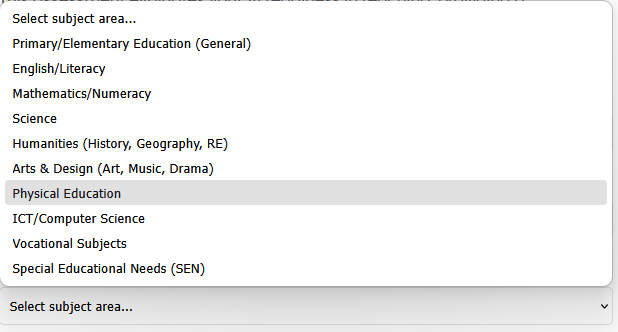 Select subject area...
Primary/Elementary Education (General)
English/Literacy
Mathematics/Numeracy
Science
Humanities (History, Geography, RE)
Arts & Design (Art, Music, Drama)
Physical Education
ICT/Computer Science
Vocational Subjects
Special Educational Needs (SEN)
Select subject area...